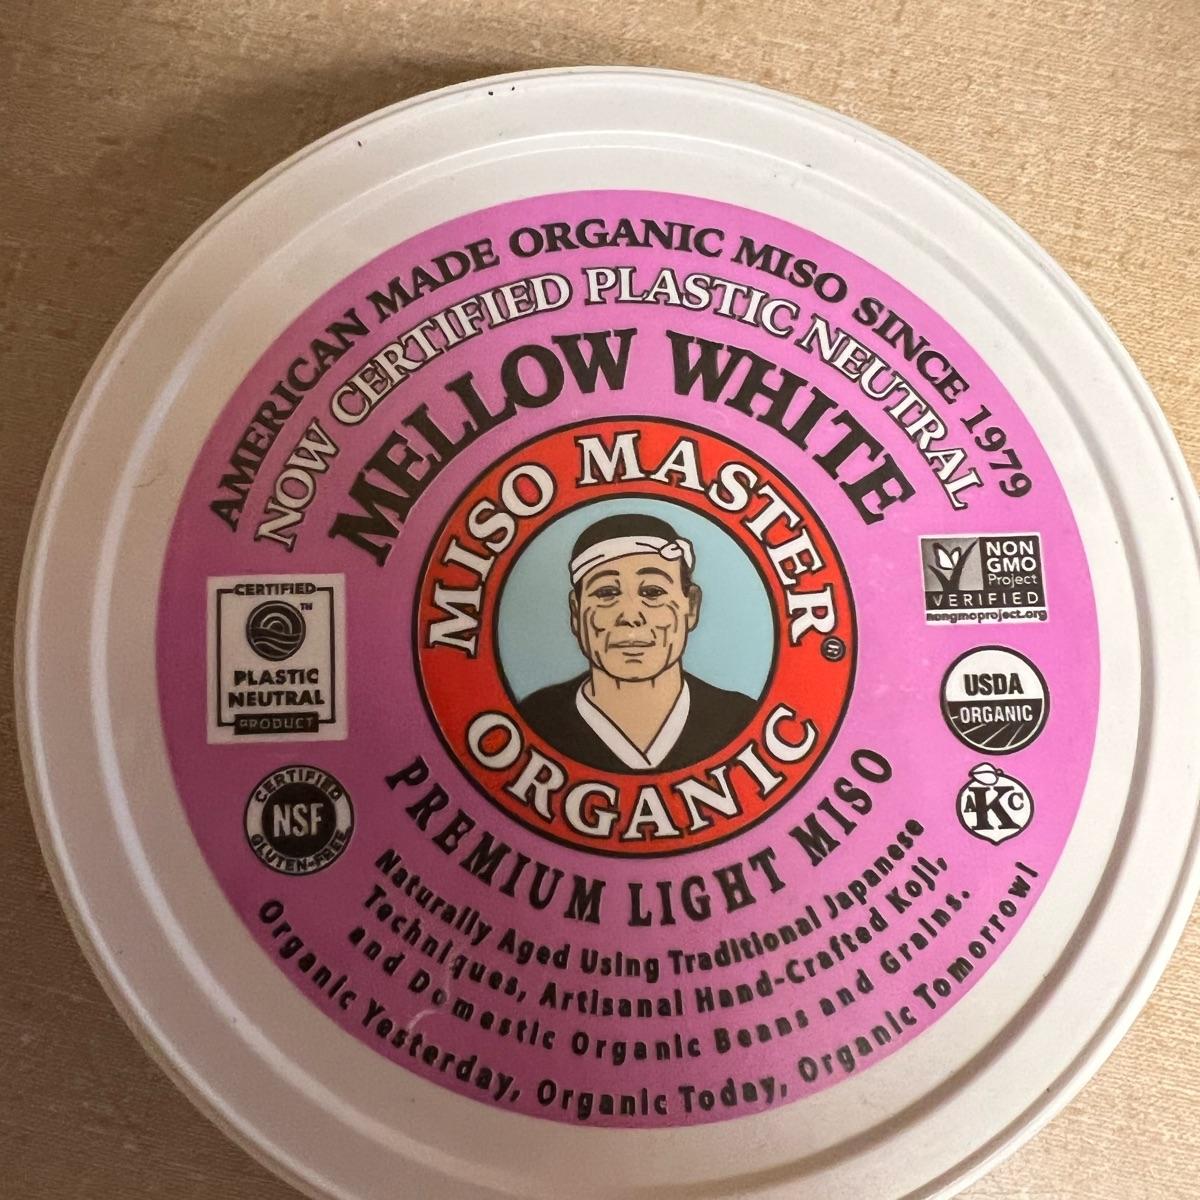 AMERICAN MADE ORGANIC MISO SINCE 1979
NOW CERTIFIED PLASTIC NEUTRAL
MELLOW WHITE
MISO MASTER®
ORGANIC
CERTIFIED
TM
PLASTIC
NEUTRAL
PRODUCT
CERTIFIED
NSF
GLUTEN-FREE
NON
GMO
Project
VERIFIED
nongmoproject.org
USDA
ORGANIC
AKC
PREMIUM LIGHT MISO
Naturally Aged Using Traditional Japanese
Techniques, Artisanal Hand-Crafted Koji,
and Domestic Organic Beans and Grains.
Organic Yesterday, Organic Today, Organic Tomorrow!